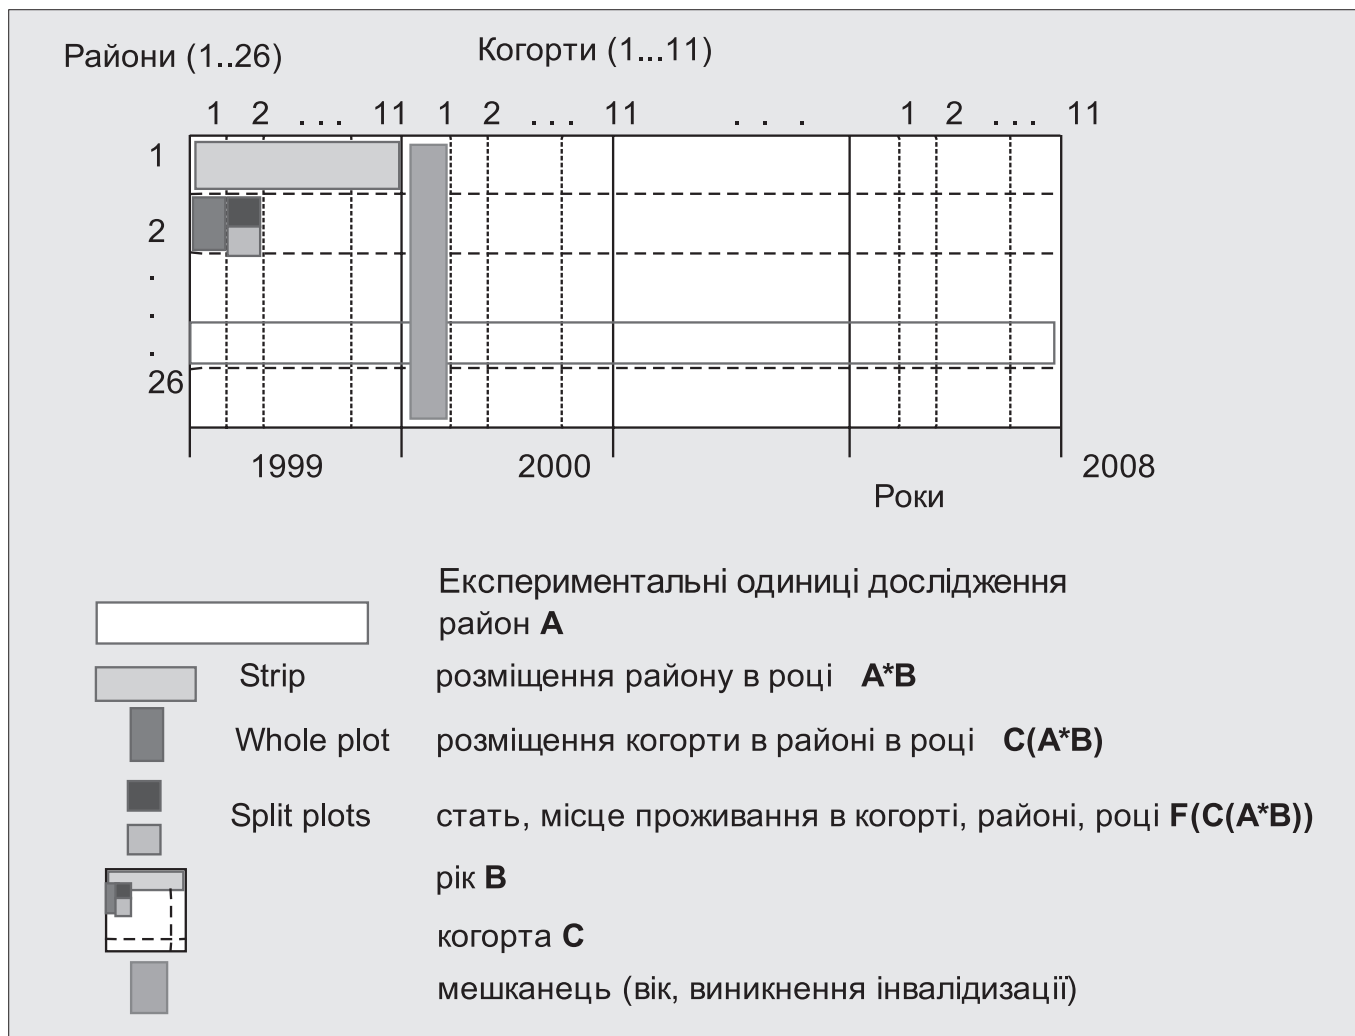 Райони (1..26) Когорти (1...11)
1 2 . . . 11 1 2 . . . 11 . . . 1 2 . . . 11
1
2
.
.
.
26
1999 2000 2008
Роки
Експериментальні одиниці дослідження
район A
Strip розміщення району в році A*B
Whole plot розміщення когорти в районі в році C(A*B)
Split plots стать, місце проживання в когорті, районі, році F(C(A*B))
рік B
когорта C
мешканець (вік, виникнення інвалідизації)